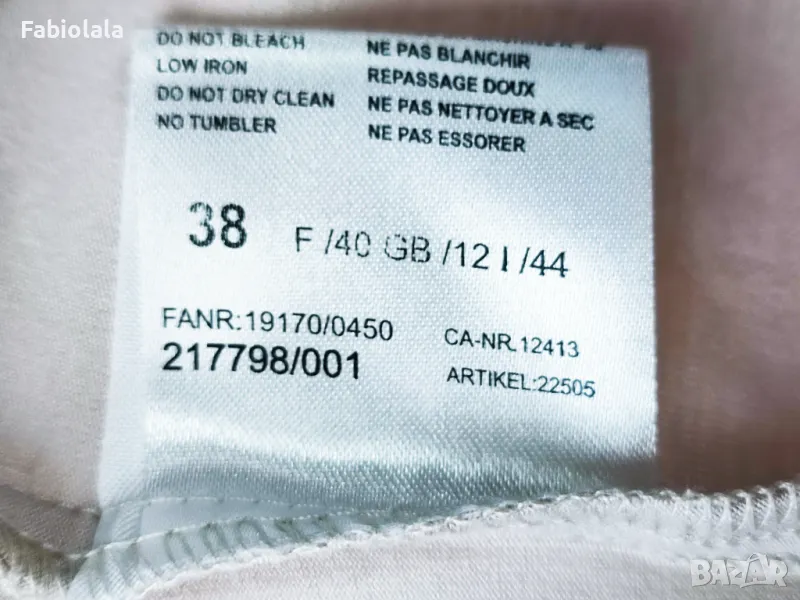 Fabiolala
DO NOT BLEACH
LOW IRON
DO NOT DRY CLEAN
NO TUMBLER
NE PAS BLANCHIR
REPASSAGE DOUX
NE PAS NETTOYER A SEC
NE PAS ESSORER
38 F /40 GB /12 I /44
FANR:19170/0450
217798/001
CA-NR.12413
ARTIKEL:22505
BAZAR